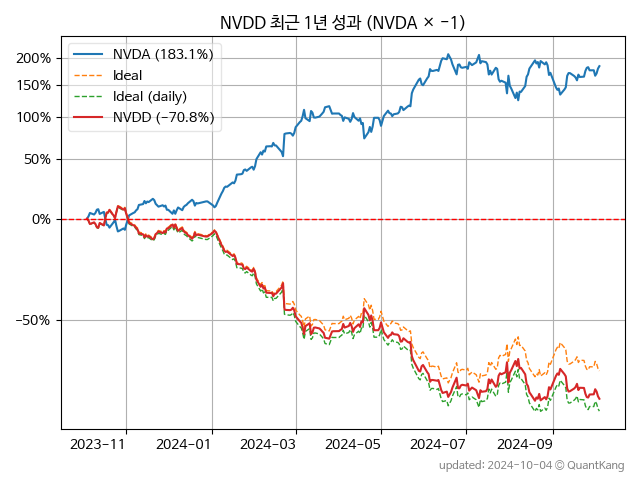 NVDD 최근 1년 성과 (NVDA × −1)
NVDA (183.1%)
Ideal
Ideal (daily)
NVDD (−70.8%)
200%
150%
100%
50%
0%
−50%
2023-11
2024-01
2024-03
2024-05
2024-07
2024-09
updated: 2024-10-04 © QuantKang